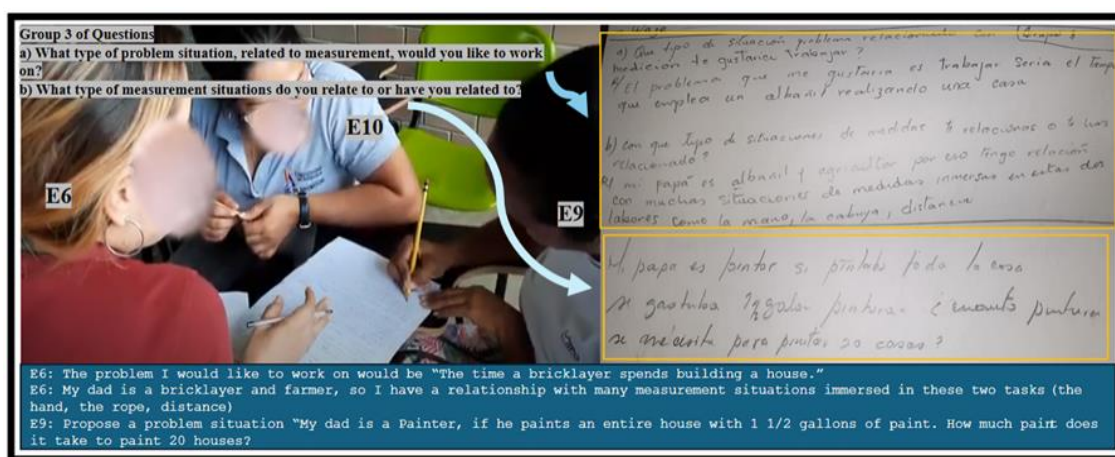 Group 3 of Questions
a) What type of problem situation, related to measurement, would you like to work
on?
b) What type of measurement situations do you relate to or have you related to?
E10
E6
E9
a) Que tipo de situación problema relacionamento con
medición te gustaria trabajar?
R/ El problema que me gustaria es trabajar Seria el tiempo
que emplea un albañil realizando una casa
b) con que tipo de situaciones de medidas te relacionas o te has
relacionado?
R/ mi papá es albañil y agricultor por eso tengo relación
con muchas situaciones de medidas inmersas en estas dos
labores como la mano, la cabuya, distancia
Mi papa es pintor si pintaba toda la casa
se gastaba 1 1/2 galon pintura. ¿cuanta pintura
se necesita para pintar 20 casas?
E6: The problem I would like to work on would be “The time a bricklayer spends building a house.”
E6: My dad is a bricklayer and farmer, so I have a relationship with many measurement situations immersed in these two tasks (the
hand, the rope, distance)
E9: Propose a problem situation “My dad is a Painter, if he paints an entire house with 1 1/2 gallons of paint. How much paint does
it take to paint 20 houses?